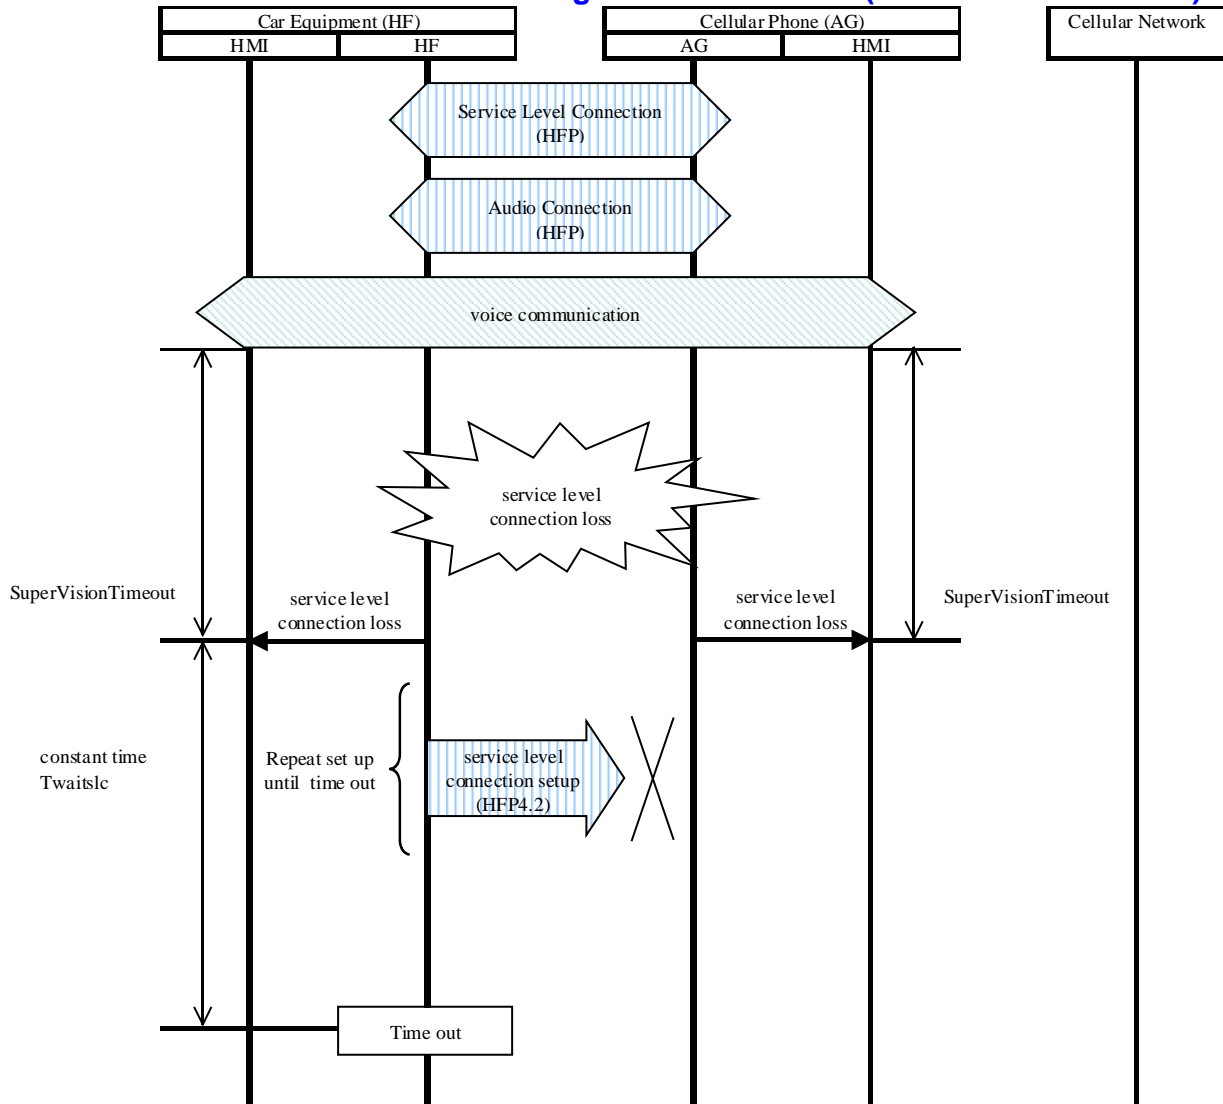 Car Equipment (HF)
Cellular Phone (AG)
Cellular Network
HMI
HF
AG
HMI
Service Level Connection
(HFP)
Audio Connection
(HFP)
voice communication
service level
connection loss
SuperVisionTimeout
service level
connection loss
service level
connection loss
SuperVisionTimeout
constant time
Twaitslc
Repeat set up
until time out
service level
connection setup
(HFP4.2)
Time out